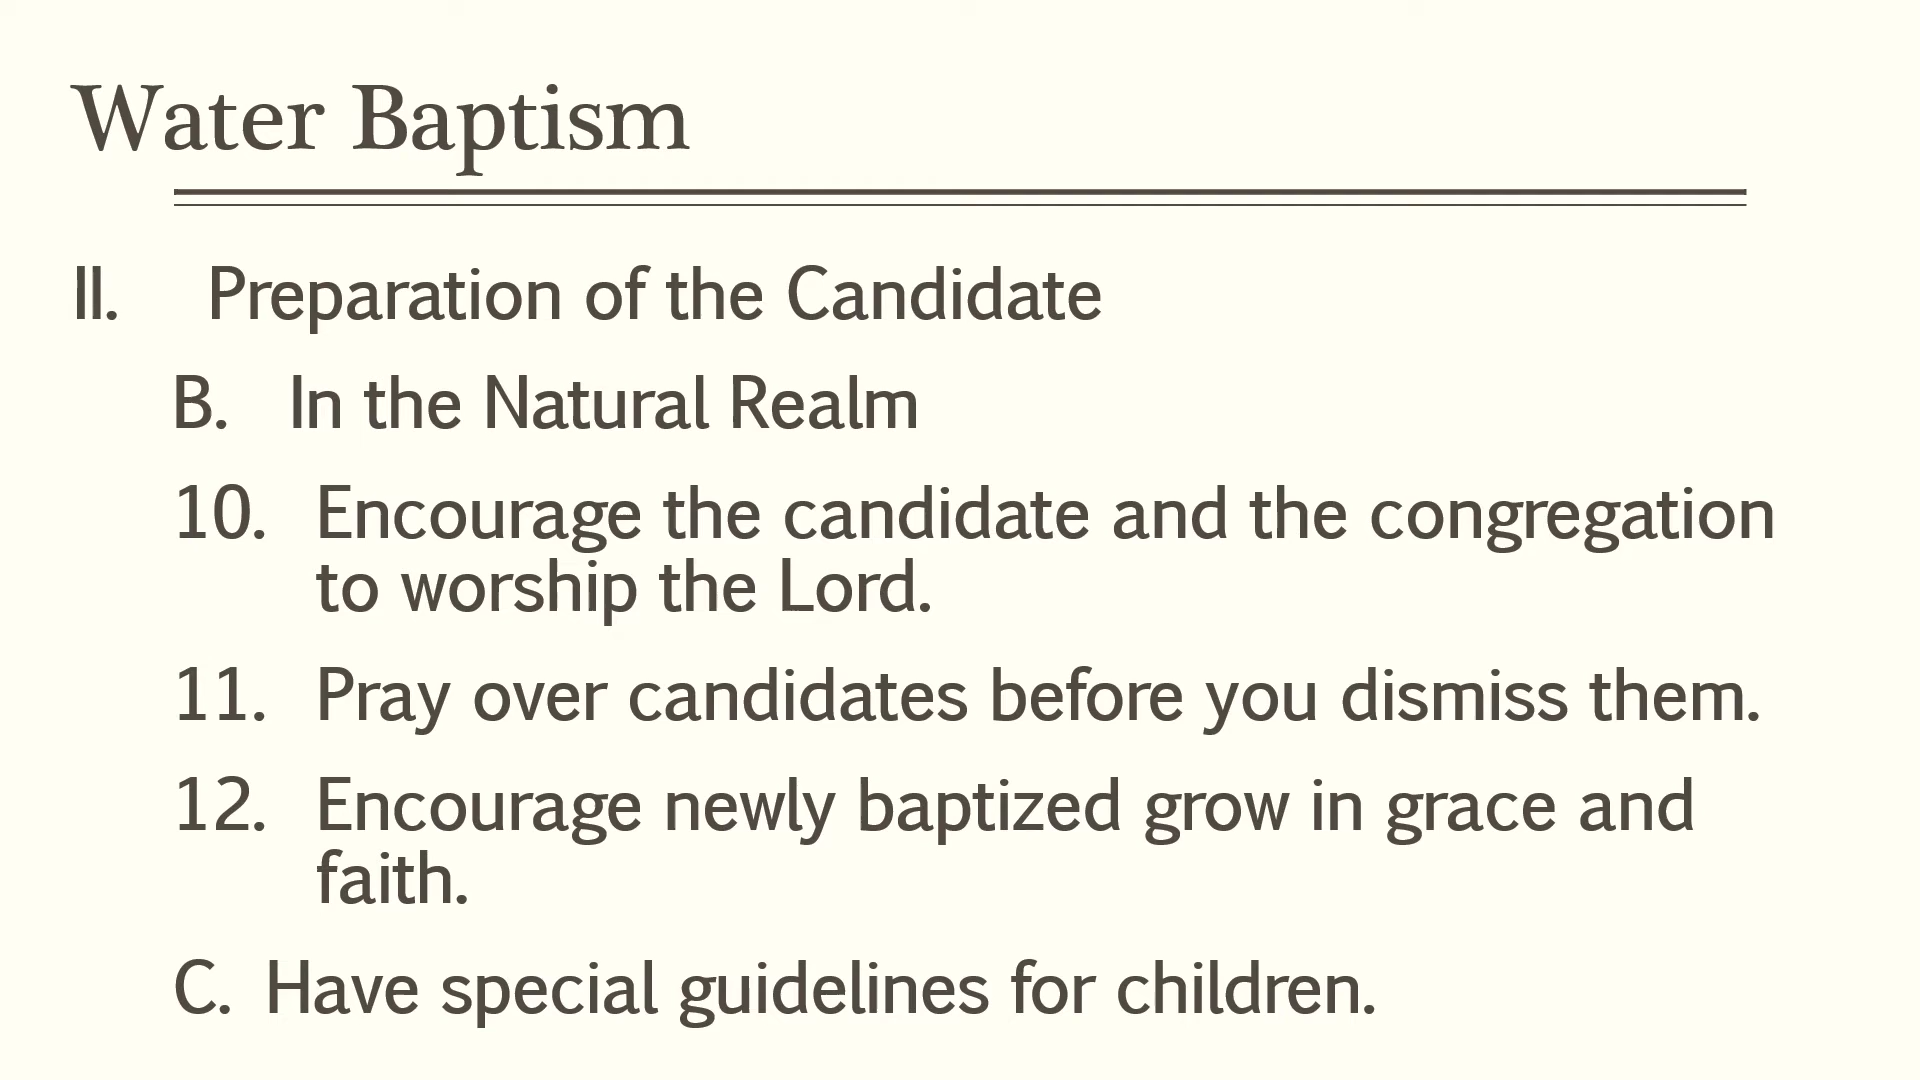 Water Baptism
II. Preparation of the Candidate
B. In the Natural Realm
10. Encourage the candidate and the congregation
to worship the Lord.
11. Pray over candidates before you dismiss them.
12. Encourage newly baptized grow in grace and
faith.
C. Have special guidelines for children.